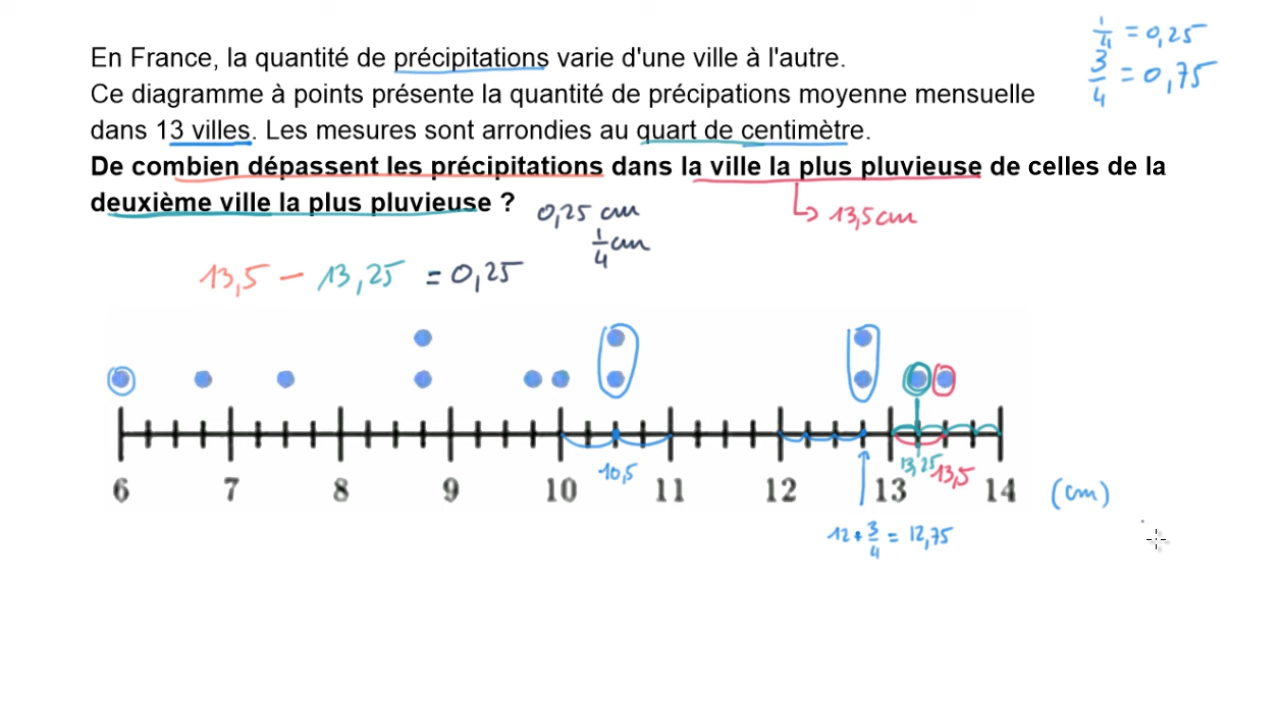 En France, la quantité de précipitations varie d'une ville à l'autre.
Ce diagramme à points présente la quantité de précipations moyenne mensuelle
dans 13 villes. Les mesures sont arrondies au quart de centimètre.
De combien dépassent les précipitations dans la ville la plus pluvieuse de celles de la
deuxième ville la plus pluvieuse ?
1/4 = 0,25
3/4 = 0,75
0,25 cm
1/4 cm
13,5 cm
13,5 − 13,25 = 0,25
10,5
13,25
13,5
6 7 8 9 10 11 12 13 14 (cm)
12 + 3/4 = 12,75